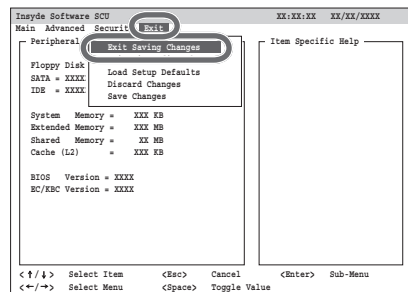 Insyde Software SCU XX:XX:XX XX/XX/XXXX
Main Advanced Securit Exit
Peripheral Item Specific Help
Exit Saving Changes
Floppy Disk
Load Setup Defaults
SATA = XXXX
Discard Changes
IDE = XXXX
Save Changes
System Memory = XXX KB
Extended Memory = XXX MB
Shared Memory = XX MB
Cache (L2) = XXX KB
BIOS Version = XXXX
EC/KBC Version = XXXX
<↑/↓> Select Item <Esc> Cancel <Enter> Sub-Menu
<←/→> Select Menu <Space> Toggle Value